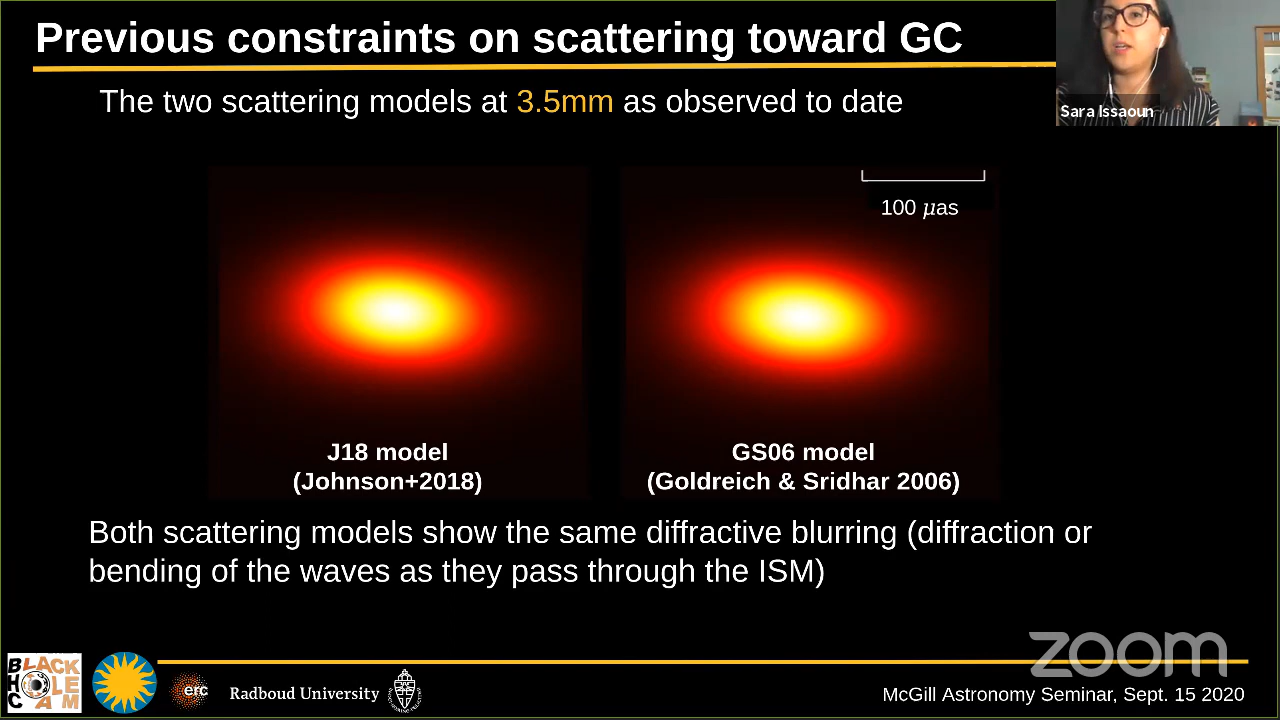 Previous constraints on scattering toward GC
Sara Issaoun
The two scattering models at 3.5mm as observed to date
100 μas
J18 model
(Johnson+2018)
GS06 model
(Goldreich & Sridhar 2006)
Both scattering models show the same diffractive blurring (diffraction or
bending of the waves as they pass through the ISM)
zoom
BLACK
HOLE
CAM
erc
Radboud University
McGill Astronomy Seminar, Sept. 15 2020